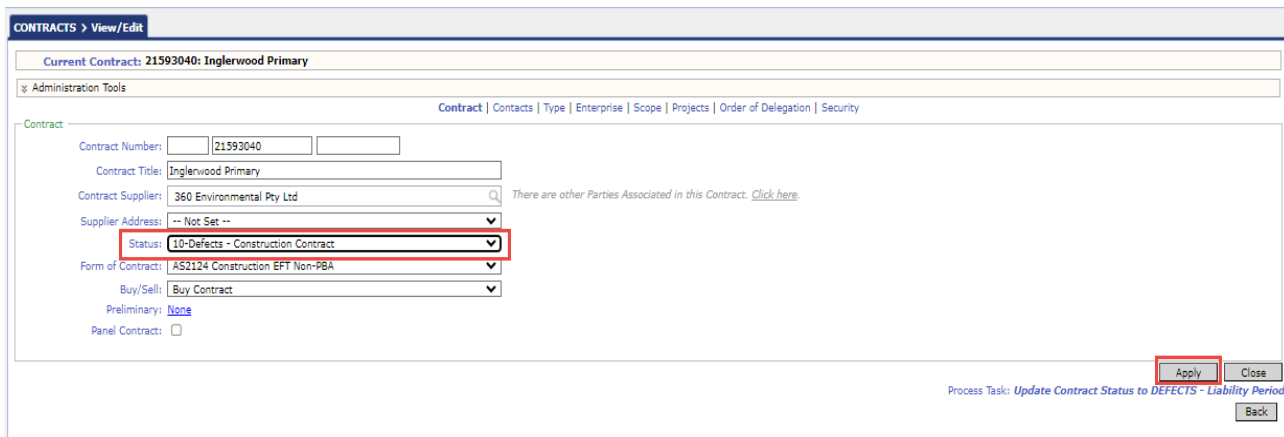 CONTRACTS > View/Edit
Current Contract: 21593040: Inglerwood Primary
Administration Tools
Contract | Contacts | Type | Enterprise | Scope | Projects | Order of Delegation | Security
Contract
Contract Number: 21593040
Contract Title: Inglerwood Primary
Contract Supplier: 360 Environmental Pty Ltd There are other Parties Associated in this Contract. Click here.
Supplier Address: -- Not Set --
Status: 10-Defects - Construction Contract
Form of Contract: AS2124 Construction EFT Non-PBA
Buy/Sell: Buy Contract
Preliminary: None
Panel Contract:
Apply Close
Process Task: Update Contract Status to DEFECTS - Liability Period
Back